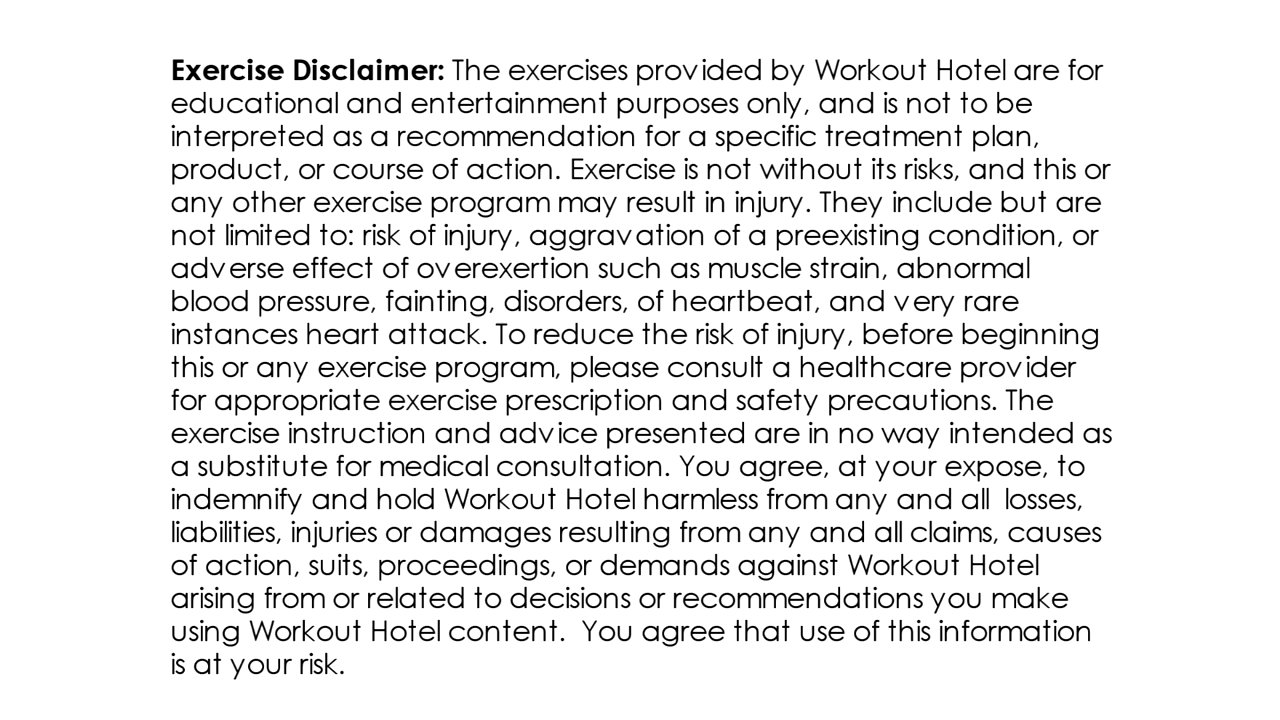 Exercise Disclaimer: The exercises provided by Workout Hotel are for
educational and entertainment purposes only, and is not to be
interpreted as a recommendation for a specific treatment plan,
product, or course of action. Exercise is not without its risks, and this or
any other exercise program may result in injury. They include but are
not limited to: risk of injury, aggravation of a preexisting condition, or
adverse effect of overexertion such as muscle strain, abnormal
blood pressure, fainting, disorders, of heartbeat, and very rare
instances heart attack. To reduce the risk of injury, before beginning
this or any exercise program, please consult a healthcare provider
for appropriate exercise prescription and safety precautions. The
exercise instruction and advice presented are in no way intended as
a substitute for medical consultation. You agree, at your expose, to
indemnify and hold Workout Hotel harmless from any and all  losses,
liabilities, injuries or damages resulting from any and all claims, causes
of action, suits, proceedings, or demands against Workout Hotel
arising from or related to decisions or recommendations you make
using Workout Hotel content.  You agree that use of this information
is at your risk.